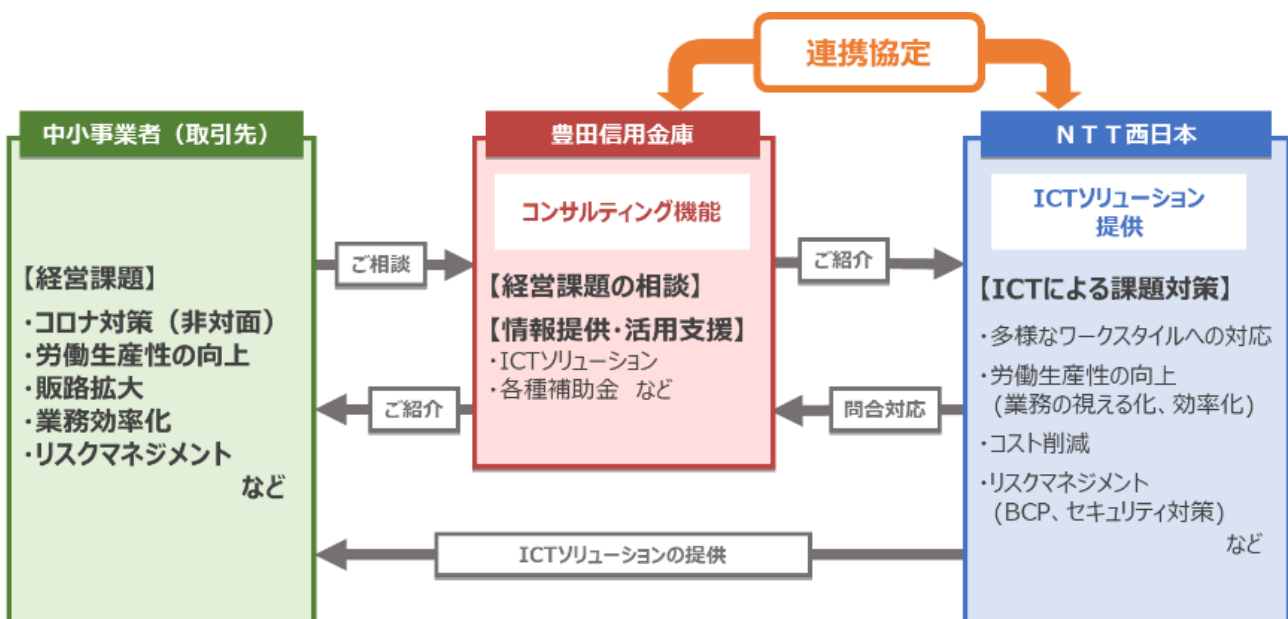 連携協定
中小事業者（取引先）
【経営課題】
・コロナ対策（非対面）
・労働生産性の向上
・販路拡大
・業務効率化
・リスクマネジメント
など
ご相談
ご紹介
豊田信用金庫
コンサルティング機能
【経営課題の相談】
【情報提供・活用支援】
・ICTソリューション
・各種補助金　など
ご紹介
問合対応
ＮＴＴ西日本
ICTソリューション
提供
【ICTによる課題対策】
・多様なワークスタイルへの対応
・労働生産性の向上
(業務の視える化、効率化)
・コスト削減
・リスクマネジメント
(BCP、セキュリティ対策)
など
ICTソリューションの提供